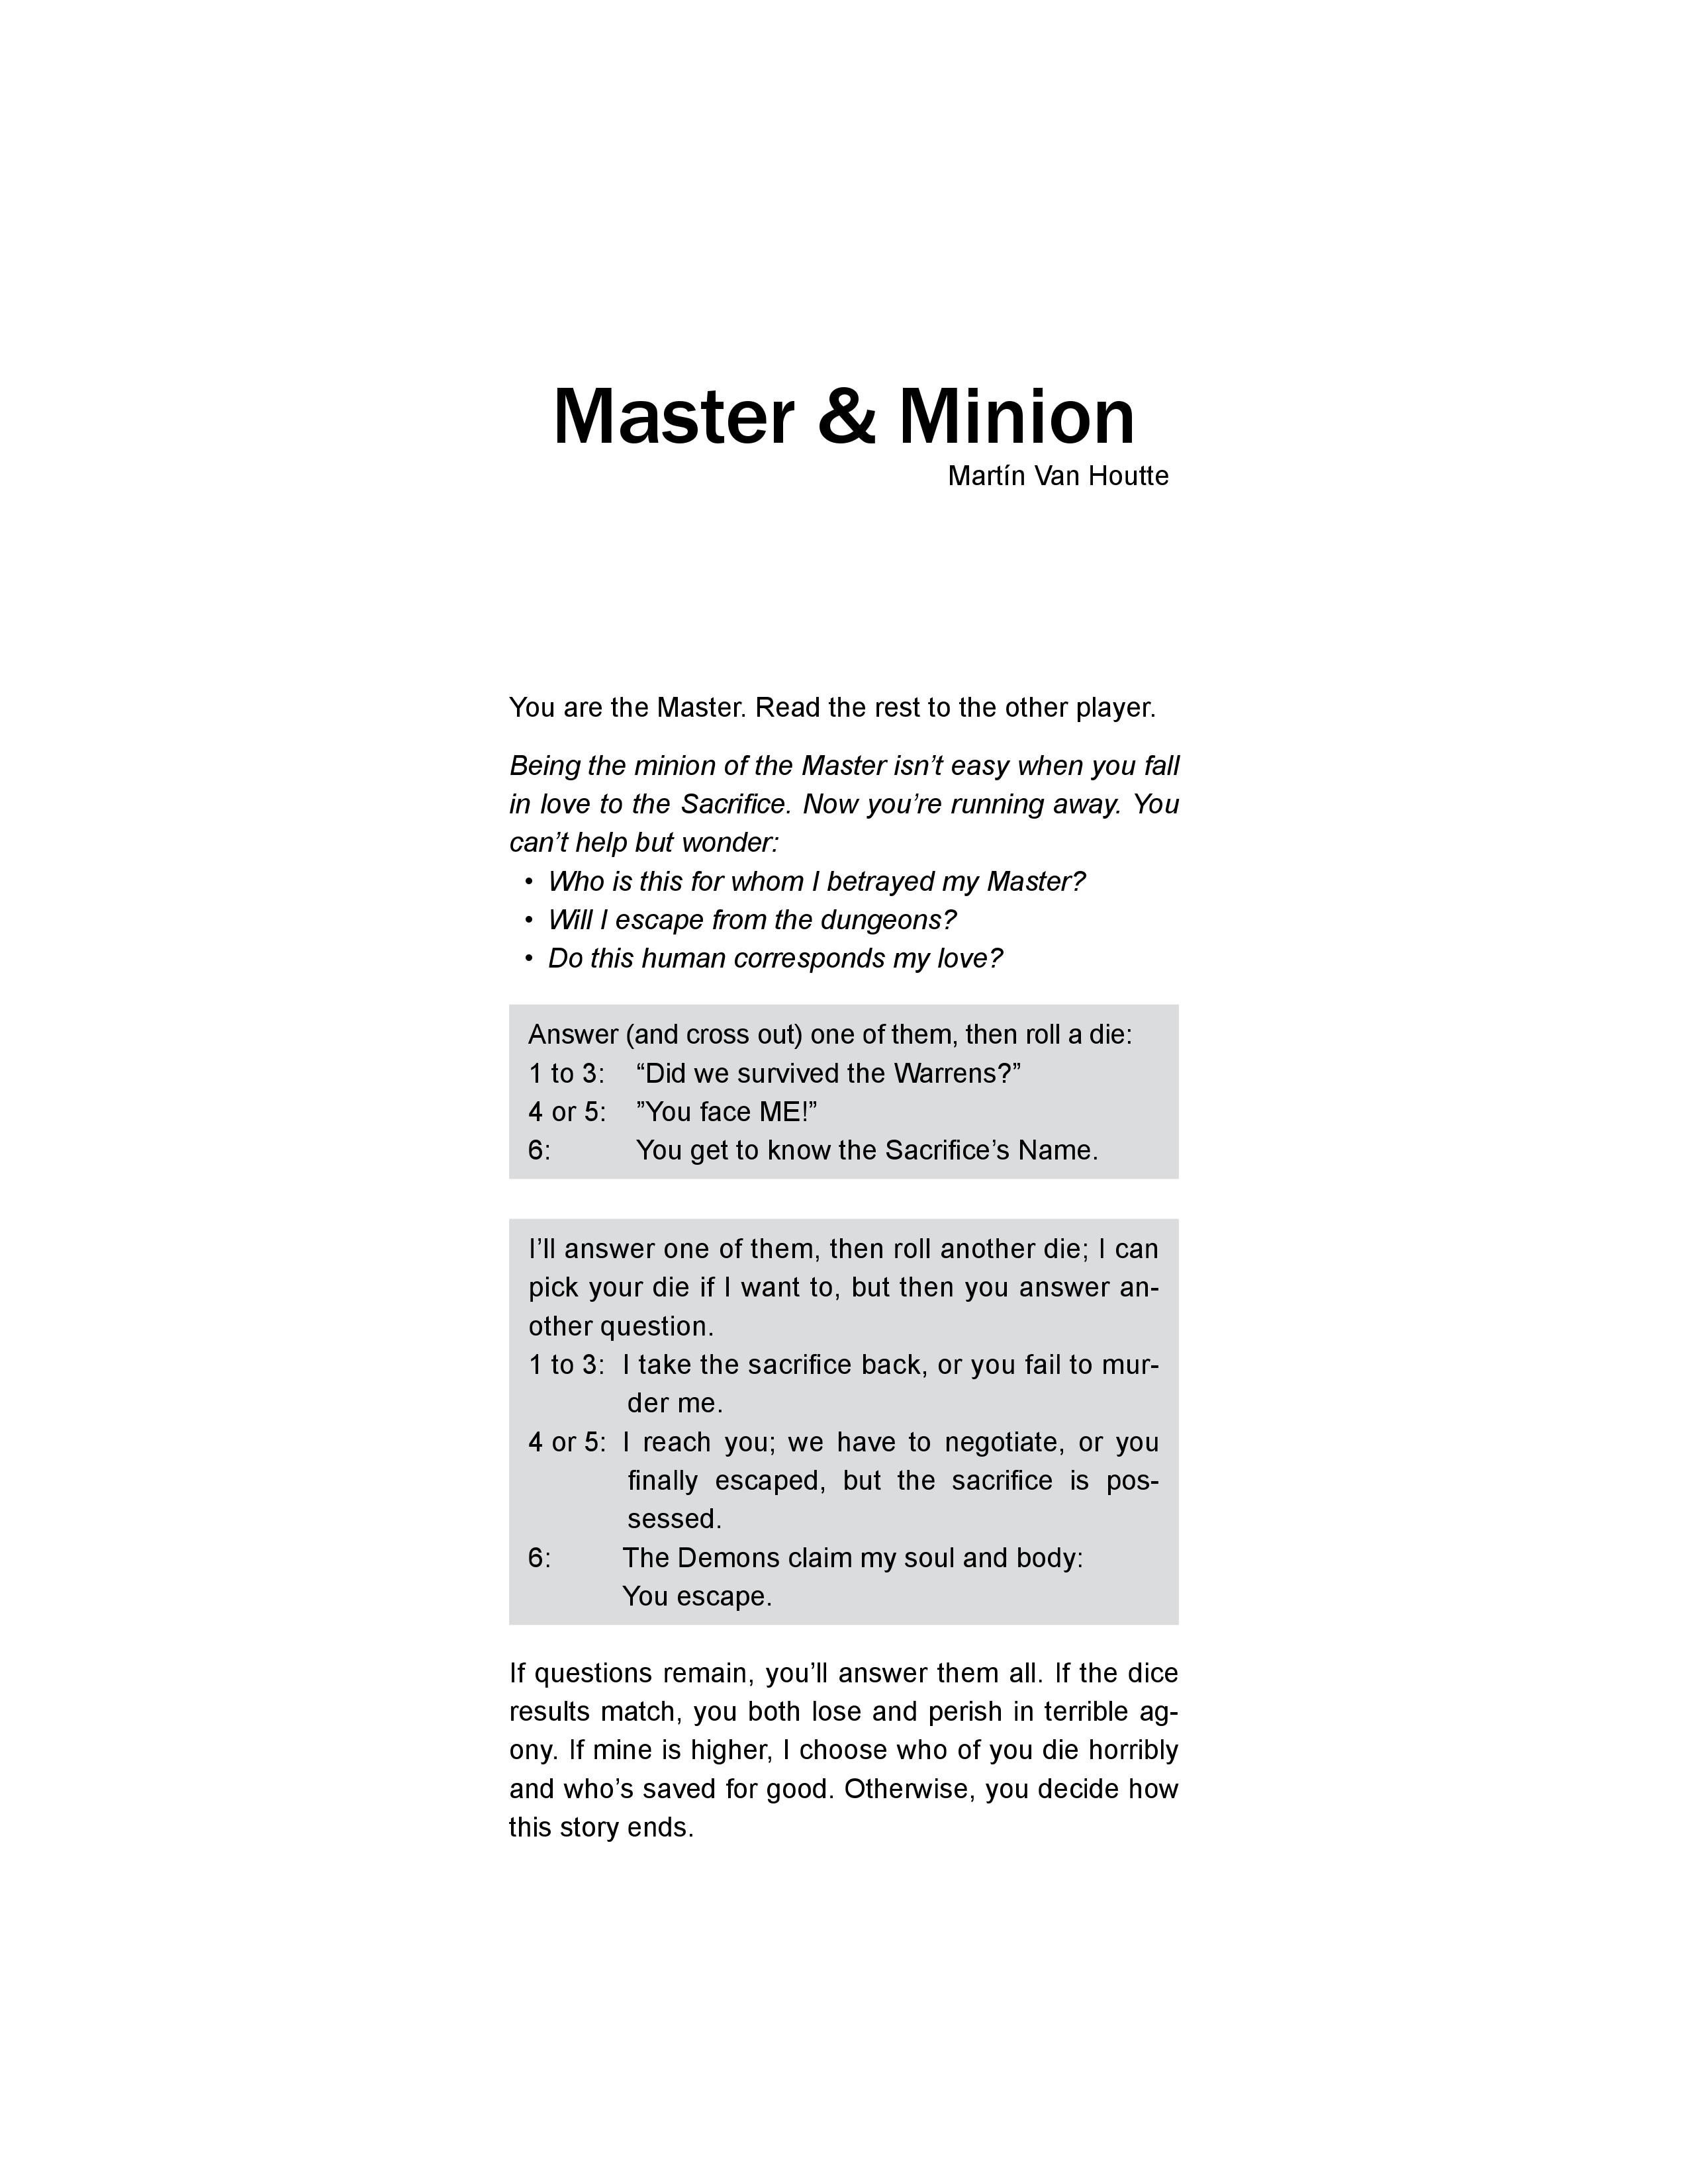 Master & Minion
Martín Van Houtte
You are the Master. Read the rest to the other player.
Being the minion of the Master isn’t easy when you fall
in love to the Sacrifice. Now you’re running away. You
can’t help but wonder:
• Who is this for whom I betrayed my Master?
• Will I escape from the dungeons?
• Do this human corresponds my love?
Answer (and cross out) one of them, then roll a die:
1 to 3: “Did we survived the Warrens?”
4 or 5: ”You face ME!”
6: You get to know the Sacrifice’s Name.
I’ll answer one of them, then roll another die; I can
pick your die if I want to, but then you answer an-
other question.
1 to 3: I take the sacrifice back, or you fail to mur-
der me.
4 or 5: I reach you; we have to negotiate, or you
finally escaped, but the sacrifice is pos-
sessed.
6: The Demons claim my soul and body:
You escape.
If questions remain, you’ll answer them all. If the dice
results match, you both lose and perish in terrible ag-
ony. If mine is higher, I choose who of you die horribly
and who’s saved for good. Otherwise, you decide how
this story ends.